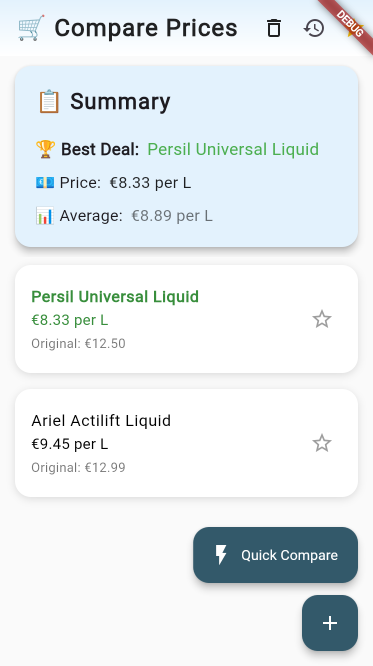 Compare Prices
DEBUG
Summary
Best Deal: Persil Universal Liquid
Price: €8.33 per L
Average: €8.89 per L
Persil Universal Liquid
€8.33 per L
Original: €12.50
Ariel Actilift Liquid
€9.45 per L
Original: €12.99
Quick Compare
+